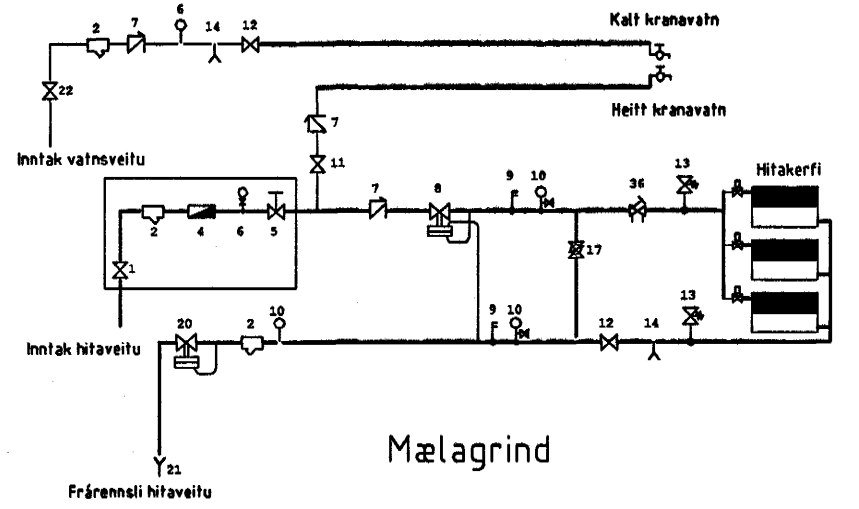 Kalt kranavatn
6
2 7 14 12
22
Heitt kranavatn
7
Inntak vatnsveitu
11
13 Hitakerfi
7 8 9 10 36
2 4 6 5
17
1
13
10 9 10
Inntak hitaveitu
20 2 12 14
Mælagrind
21
Frárennsli hitaveitu